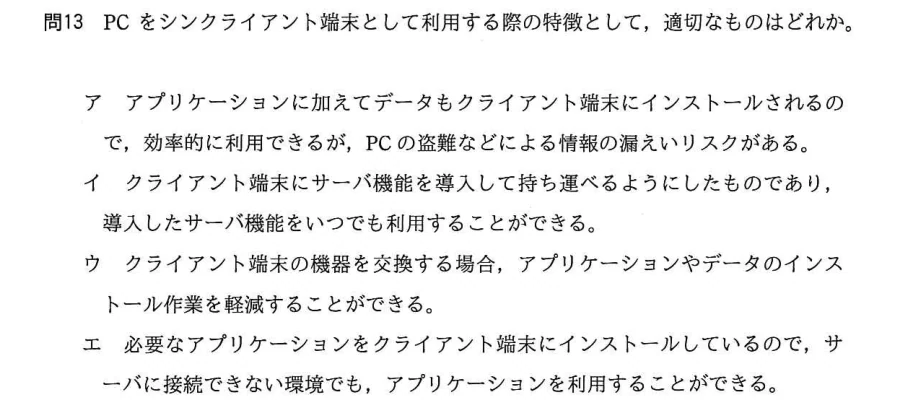 問13 PC をシンクライアント端末として利用する際の特徴として，適切なものはどれか。
ア アプリケーションに加えてデータもクライアント端末にインストールされるの
で，効率的に利用できるが，PC の盗難などによる情報の漏えいリスクがある。
イ クライアント端末にサーバ機能を導入して持ち運べるようにしたものであり，
導入したサーバ機能をいつでも利用することができる。
ウ クライアント端末の機器を交換する場合，アプリケーションやデータのインス
トール作業を軽減することができる。
エ 必要なアプリケーションをクライアント端末にインストールしているので，サ
ーバに接続できない環境でも，アプリケーションを利用することができる。